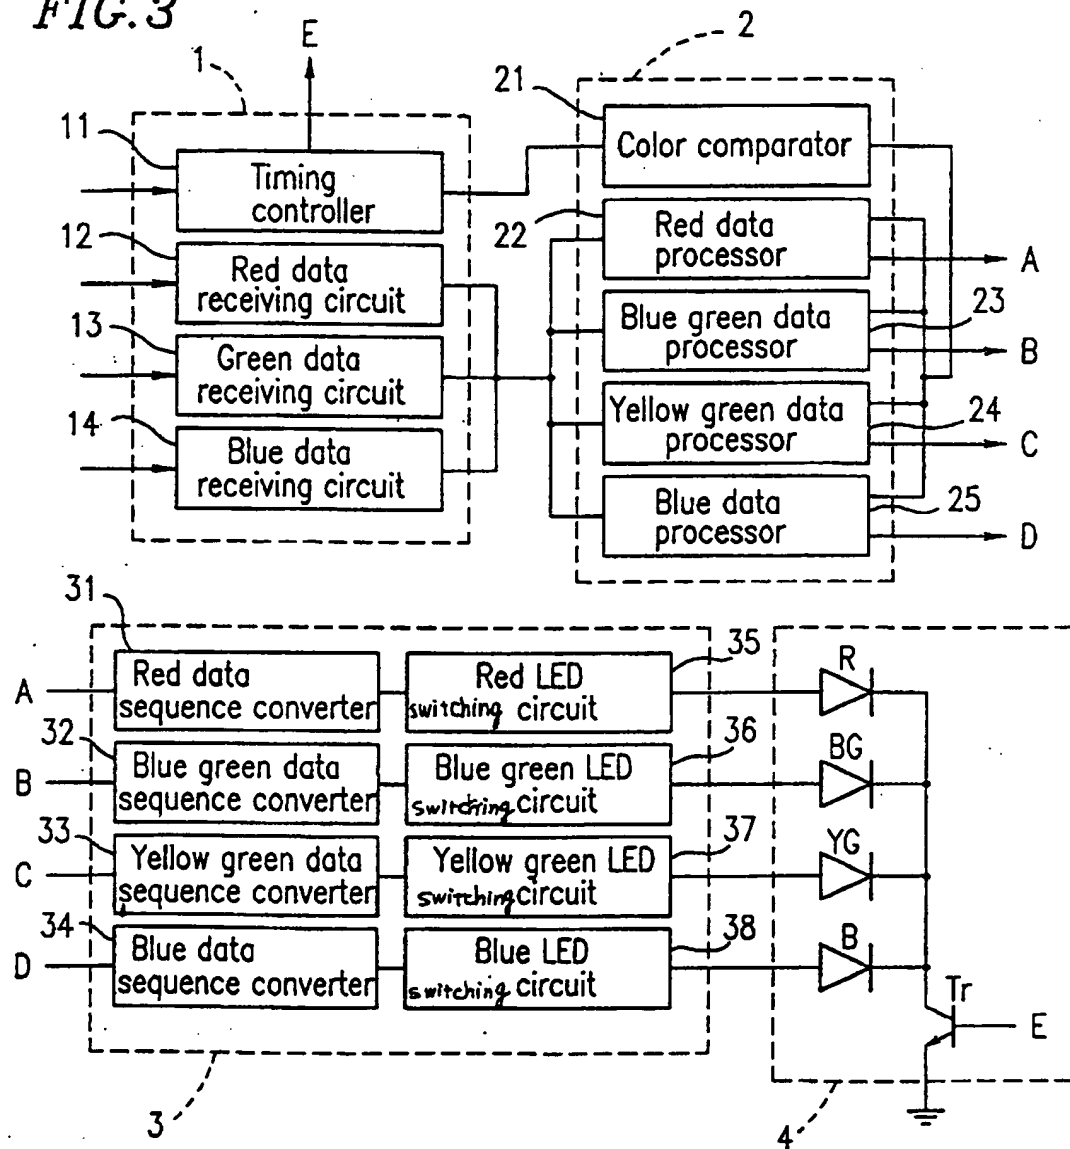 FIG.3
E
1
2
11
Timing
controller
12
Red data
receiving circuit
13
Green data
receiving circuit
14
Blue data
receiving circuit
21
Color comparator
22
Red data
processor
A
Blue green data
processor
23
B
Yellow green data
processor
24
C
Blue data
processor
25
D
31
A
Red data
sequence converter
Red LED
switching circuit
35
R
32
B
Blue green data
sequence converter
Blue green LED
switching circuit
36
BG
33
C
Yellow green data
sequence converter
Yellow green LED
switching circuit
37
YG
34
D
Blue data
sequence converter
Blue LED
switching circuit
38
B
Tr
E
3
4